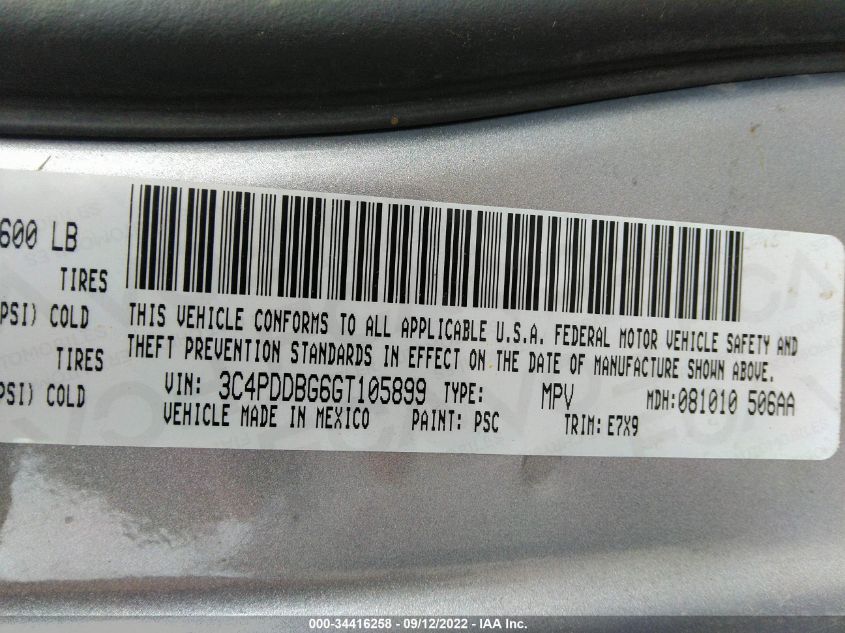 600 LB
TIRES
PSI) COLD
TIRES
PSI) COLD
THIS VEHICLE CONFORMS TO ALL APPLICABLE U.S.A. FEDERAL MOTOR VEHICLE SAFETY AND
THEFT PREVENTION STANDARDS IN EFFECT ON THE DATE OF MANUFACTURE SHOWN ABOVE.
VIN: 3C4PDDBG6GT105899 TYPE: MPV MDH:081010 506AA
VEHICLE MADE IN MEXICO PAINT: PSC TRIM: E7X9
000-34416258 - 09/12/2022 - IAA Inc.